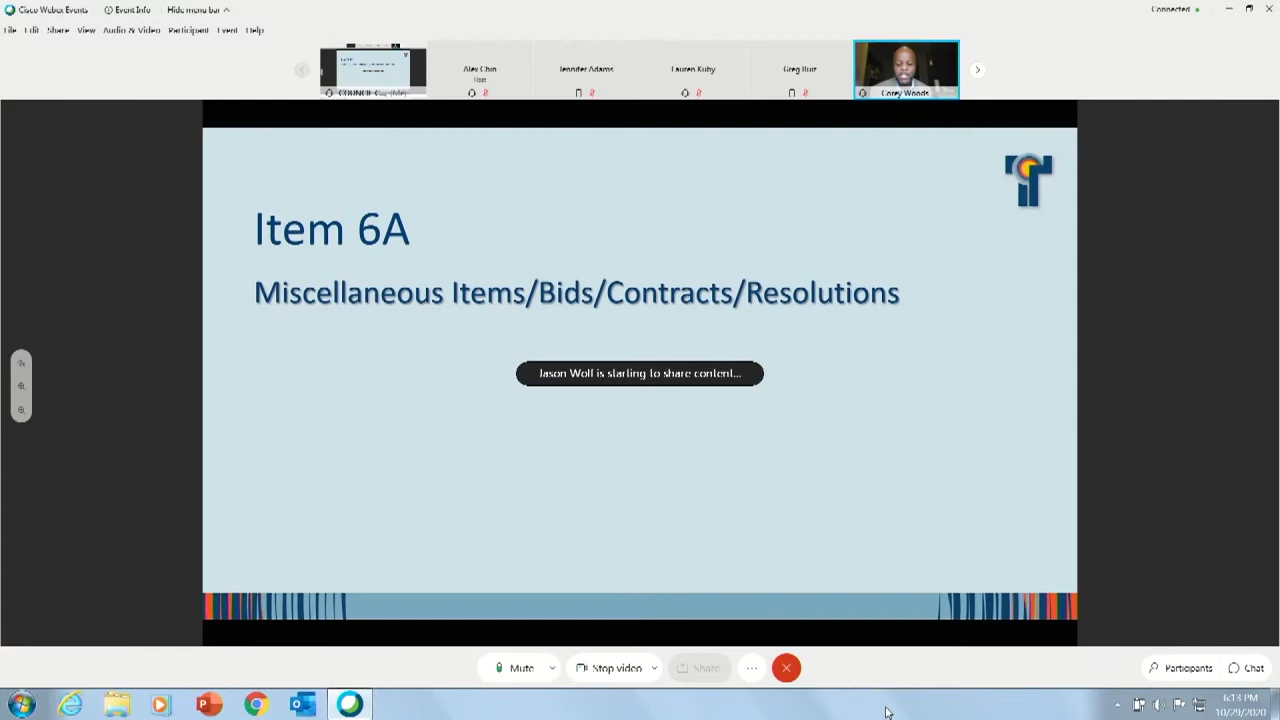 Cisco Webex Events
Event Info
Hide menu bar
Connected
File Edit Share View Audio & Video Participant Event Help
Alex Chin
Host
Jennifer Adams
Lauren Kuby
Greg Ruiz
Corey Woods
Item 6A
Miscellaneous Items/Bids/Contracts/Resolutions
Jason Wolf is starting to share content...
Mute
Stop video
Share
Participants
Chat
6:13 PM
10/29/2020